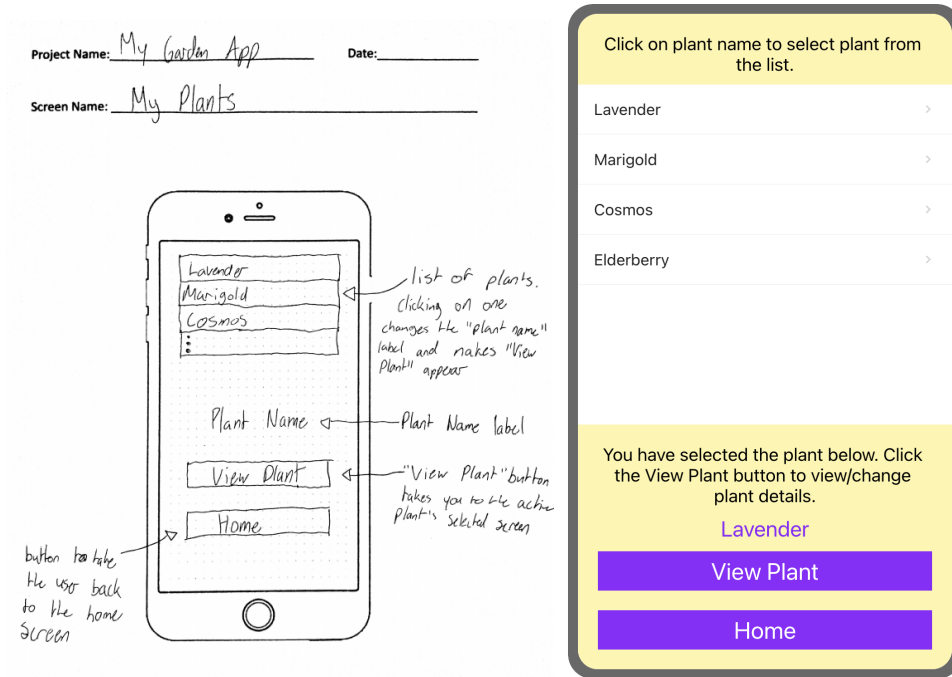 Project Name: My Garden App
Date:
Screen Name: My Plants
Lavender
Marigold
Cosmos
list of plants.
Clicking on one
changes the "plant name"
label and makes "View
Plant" appear
Plant Name
Plant Name label
View Plant
"View Plant" button
takes you to the active
Plant's selected screen
Home
button to take
the user back
to the home
screen
Click on plant name to select plant from
the list.
Lavender
Marigold
Cosmos
Elderberry
You have selected the plant below. Click
the View Plant button to view/change
plant details.
Lavender
View Plant
Home